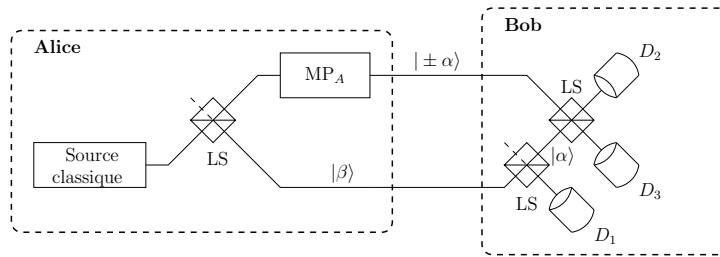 Alice
Bob
MP_A
| ± α⟩
D_2
LS
LS
Source
classique
|β⟩
|α⟩
LS
D_3
D_1